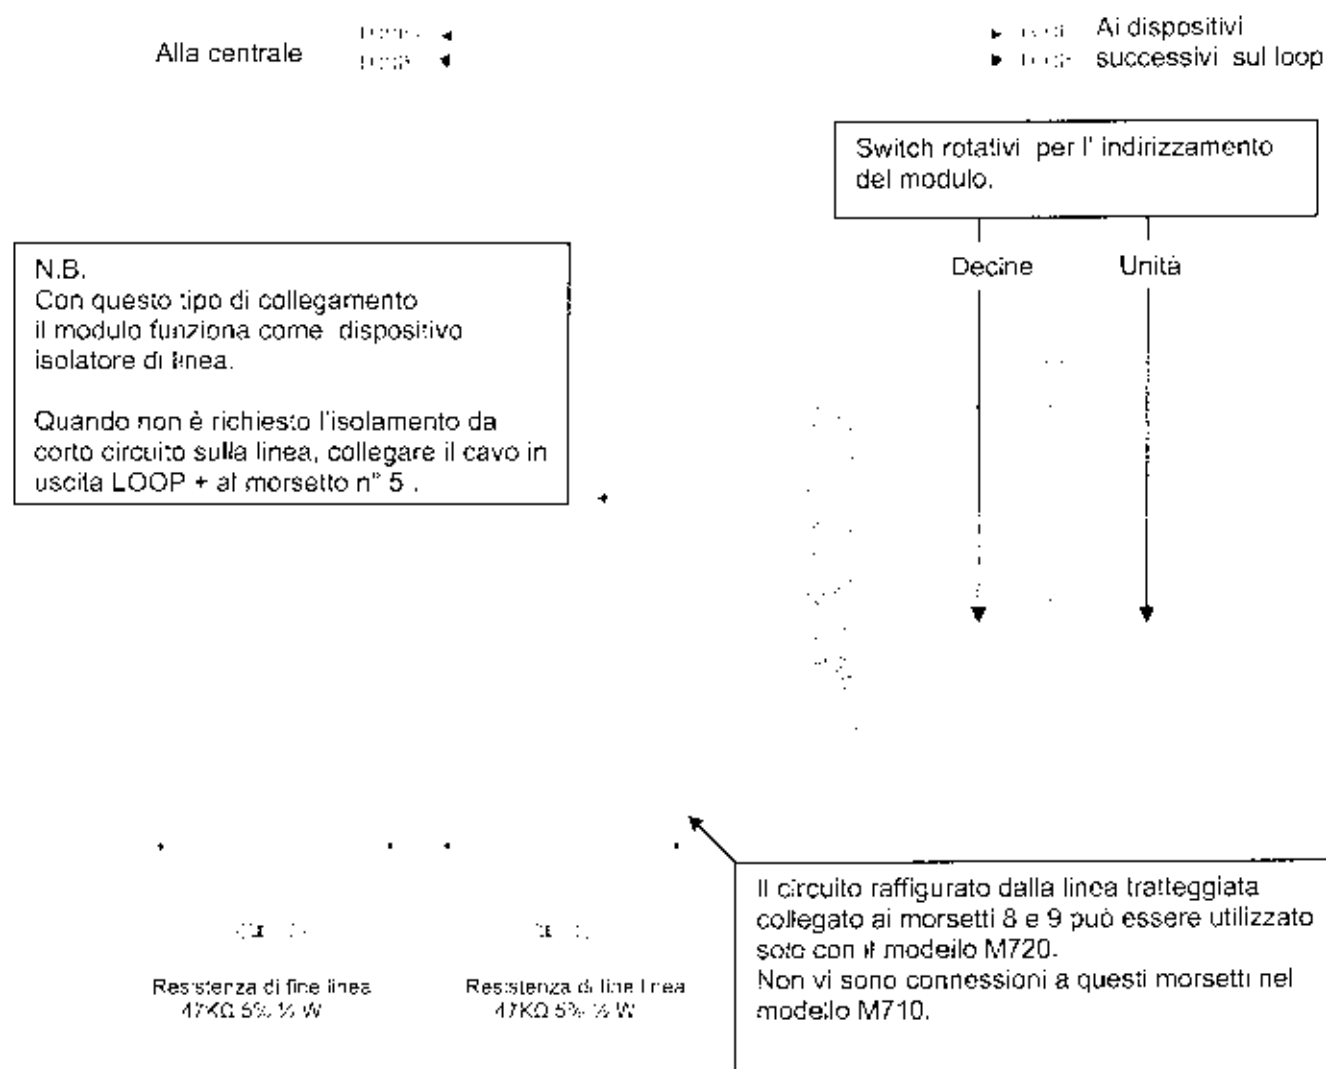 Alla centrale
Ai dispositivi
successivi sul loop
Switch rotativi per l' indirizzamento
del modulo.
Decine Unità
N.B.
Con questo tipo di collegamento
il modulo funziona come dispositivo
isolatore di linea.
Quando non è richiesto l'isolamento da
corto circuito sulla linea, collegare il cavo in
uscita LOOP + al morsetto n° 5 .
Il circuito raffigurato dalla linea tratteggiata
collegato ai morsetti 8 e 9 può essere utilizzato
solo con il modello M720.
Non vi sono connessioni a questi morsetti nel
modello M710.
Resistenza di fine linea
47KΩ 5% ½ W
Resistenza di fine linea
47KΩ 5% ½ W